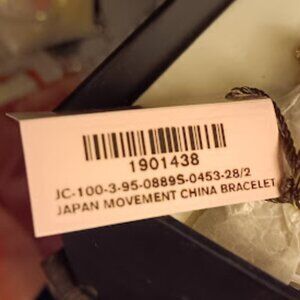 1901438
JC-100-3-95-0889S-0453-28/2
JAPAN MOVEMENT CHINA BRACELET